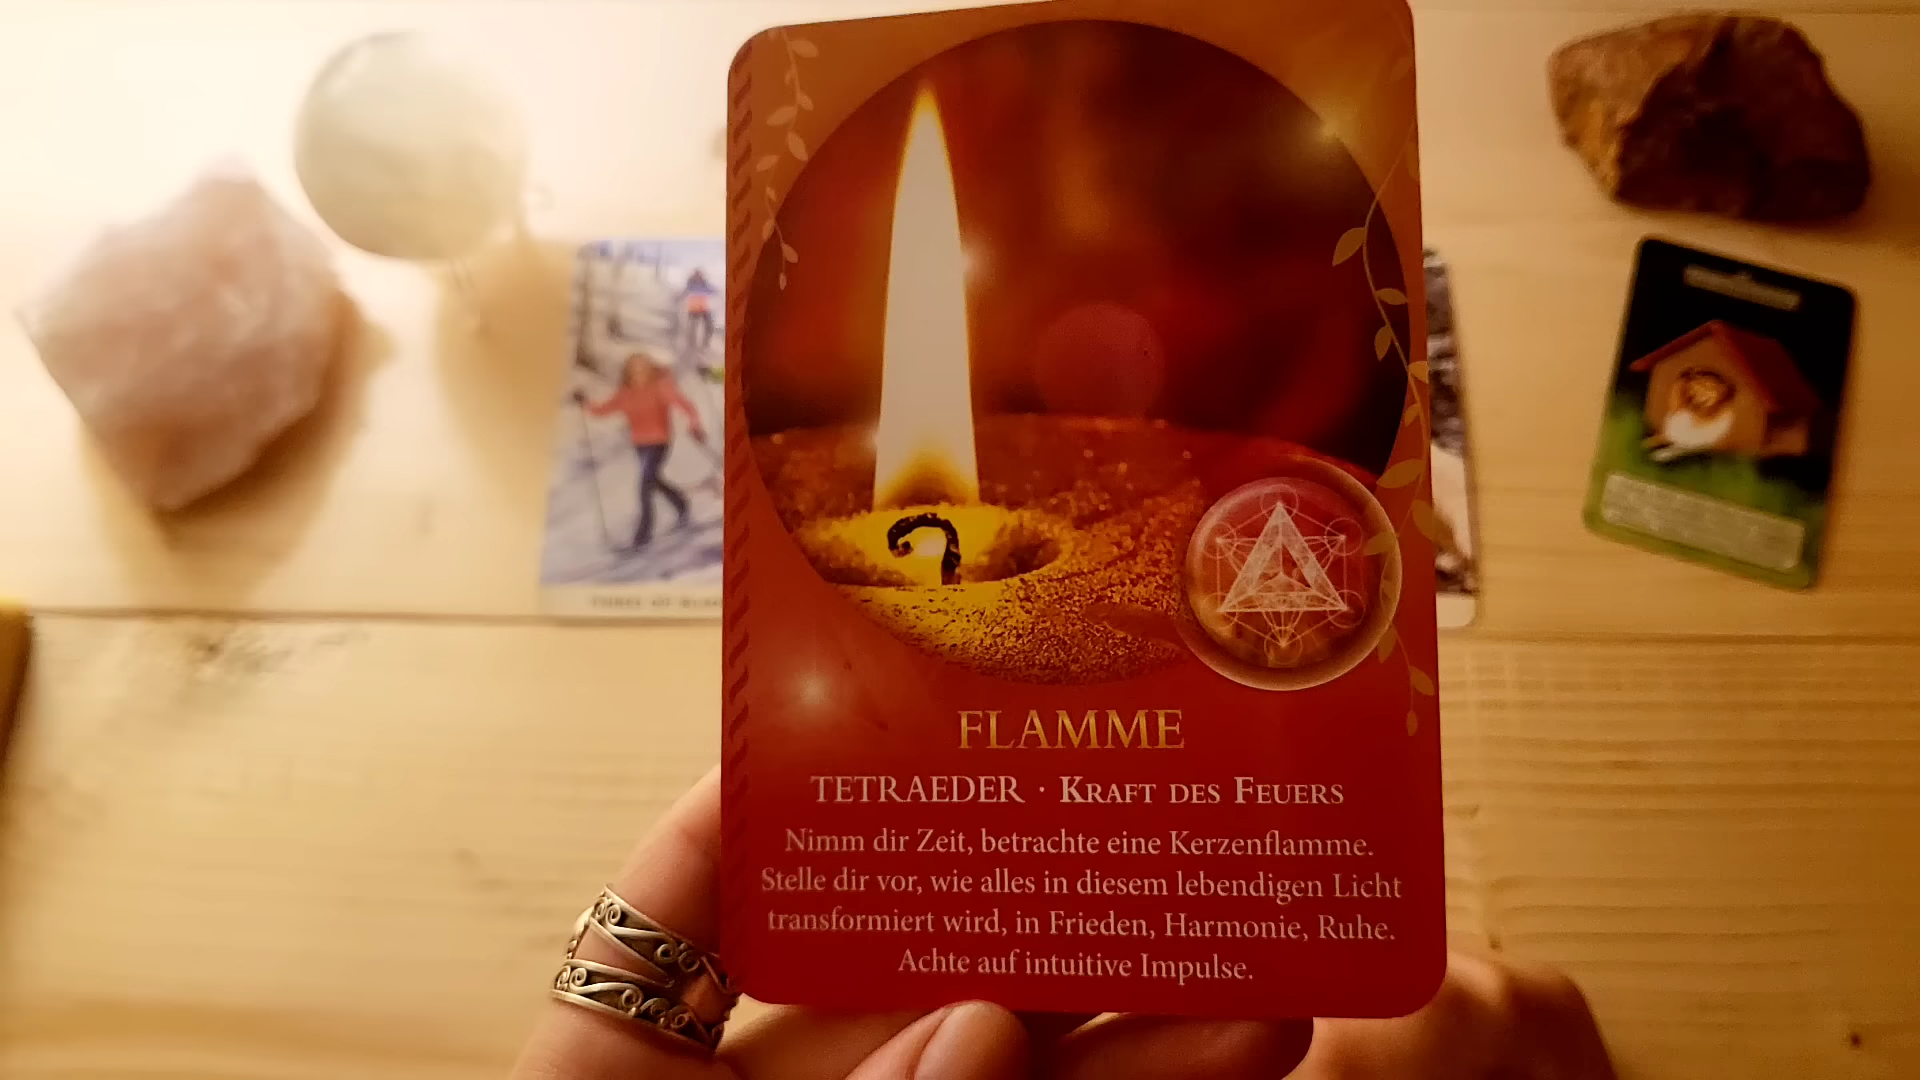 FLAMME
TETRAEDER · KRAFT DES FEUERS
Nimm dir Zeit, betrachte eine Kerzenflamme.
Stelle dir vor, wie alles in diesem lebendigen Licht
transformiert wird, in Frieden, Harmonie, Ruhe.
Achte auf intuitive Impulse.